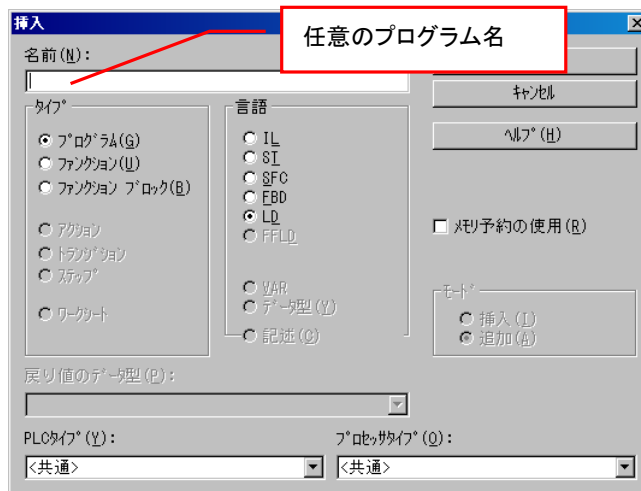 挿入
任意のプログラム名
名前(N):
キャンセル
ヘルプ(H)
タイプ
プログラム(G)
ファンクション(U)
ファンクション ブロック(B)
アクション
トランジション
ステップ
ワークシート
言語
IL
ST
SFC
FBD
LD
FFLD
VAR
データ型(Y)
記述(C)
メモリ予約の使用(R)
モード
挿入(I)
追加(A)
戻り値のデータ型(P):
PLCタイプ(Y):
<共通>
プロセッサタイプ(O):
<共通>